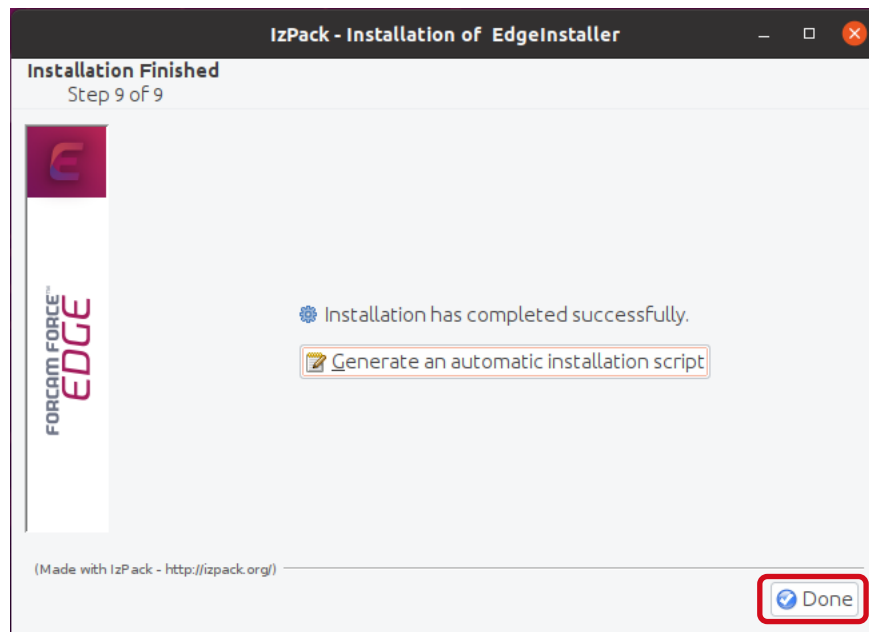 IzPack - Installation of EdgeInstaller
Installation Finished
Step 9 of 9
E
FORCAM FORCE™
EDGE
Installation has completed successfully.
Generate an automatic installation script
(Made with IzPack - http://izpack.org/)
Done